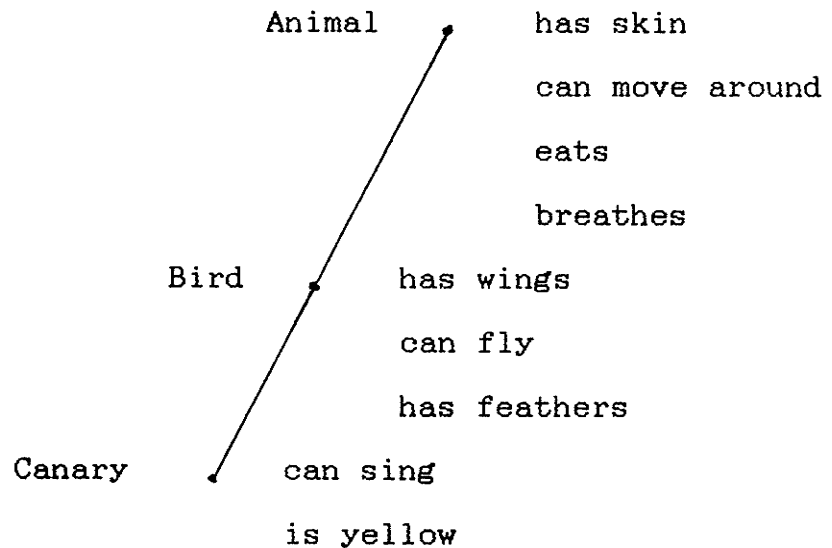 Animal has skin
can move around
eats
breathes
Bird has wings
can fly
has feathers
Canary can sing
is yellow